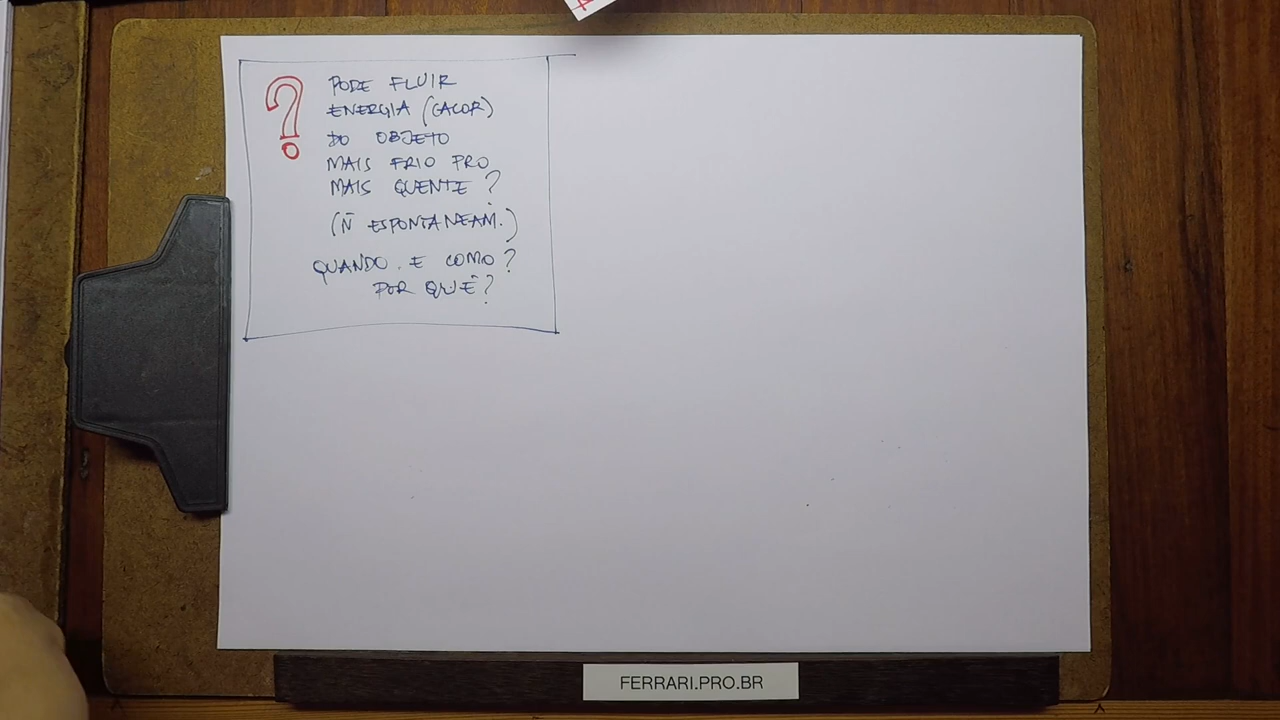 ?
PODE FLUIR
ENERGIA (CALOR)
DO OBJETO
MAIS FRIO PRO
MAIS QUENTE?
(Ñ ESPONTANEAM.)
QUANDO E COMO?
POR QUÊ?
FERRARI.PRO.BR